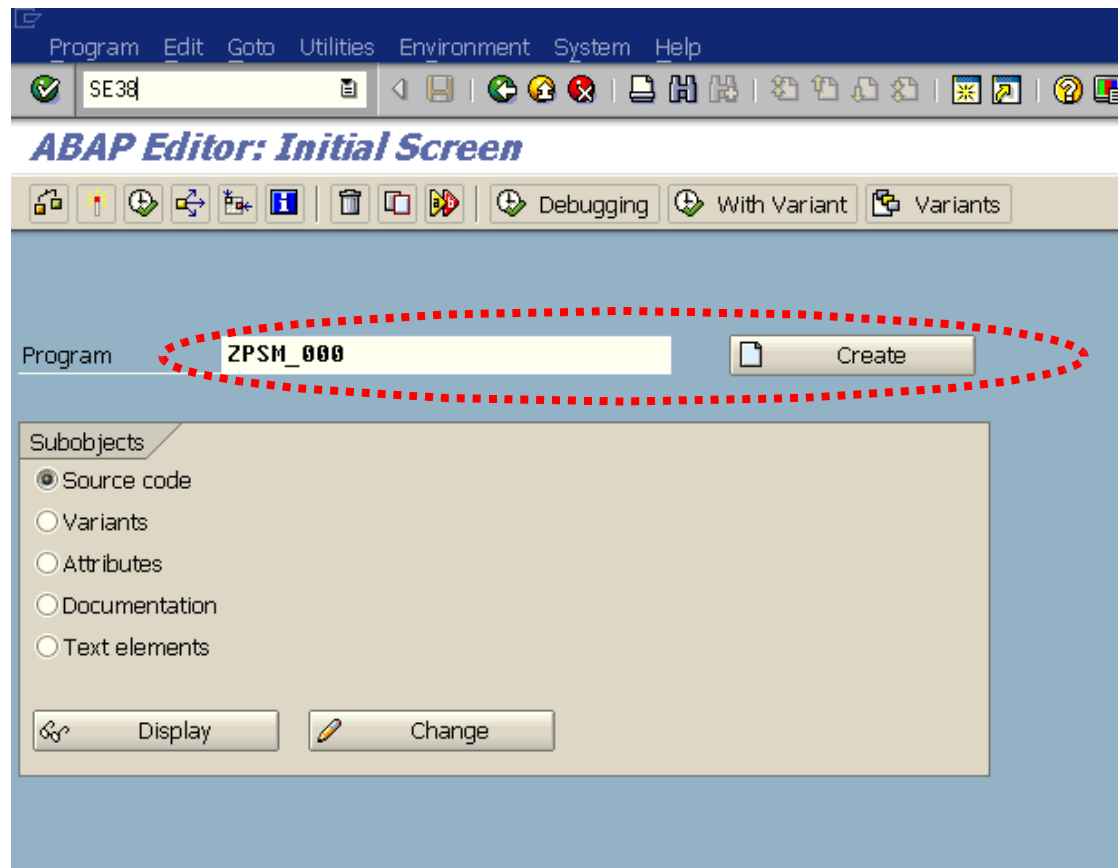 Program Edit Goto Utilities Environment System Help
SE38
ABAP Editor: Initial Screen
Debugging With Variant Variants
Program ZPSM_000 Create
Subobjects
Source code
Variants
Attributes
Documentation
Text elements
Display Change